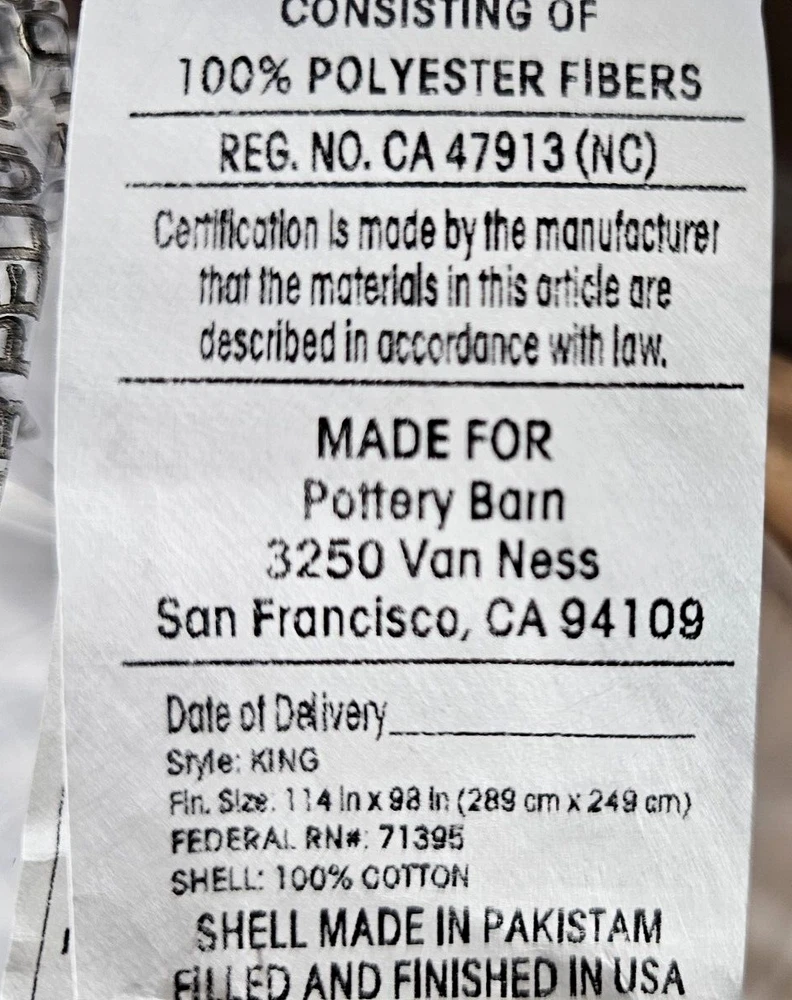 CONSISTING OF
100% POLYESTER FIBERS
REG. NO. CA 47913 (NC)
Certification is made by the manufacturer
that the materials in this article are
described in accordance with law.
MADE FOR
Pottery Barn
3250 Van Ness
San Francisco, CA 94109
Date of Delivery
Style: KING
Fin. Size: 114 in x 98 in (289 cm x 249 cm)
FEDERAL RN#: 71395
SHELL: 100% COTTON
SHELL MADE IN PAKISTAM
FILLED AND FINISHED IN USA